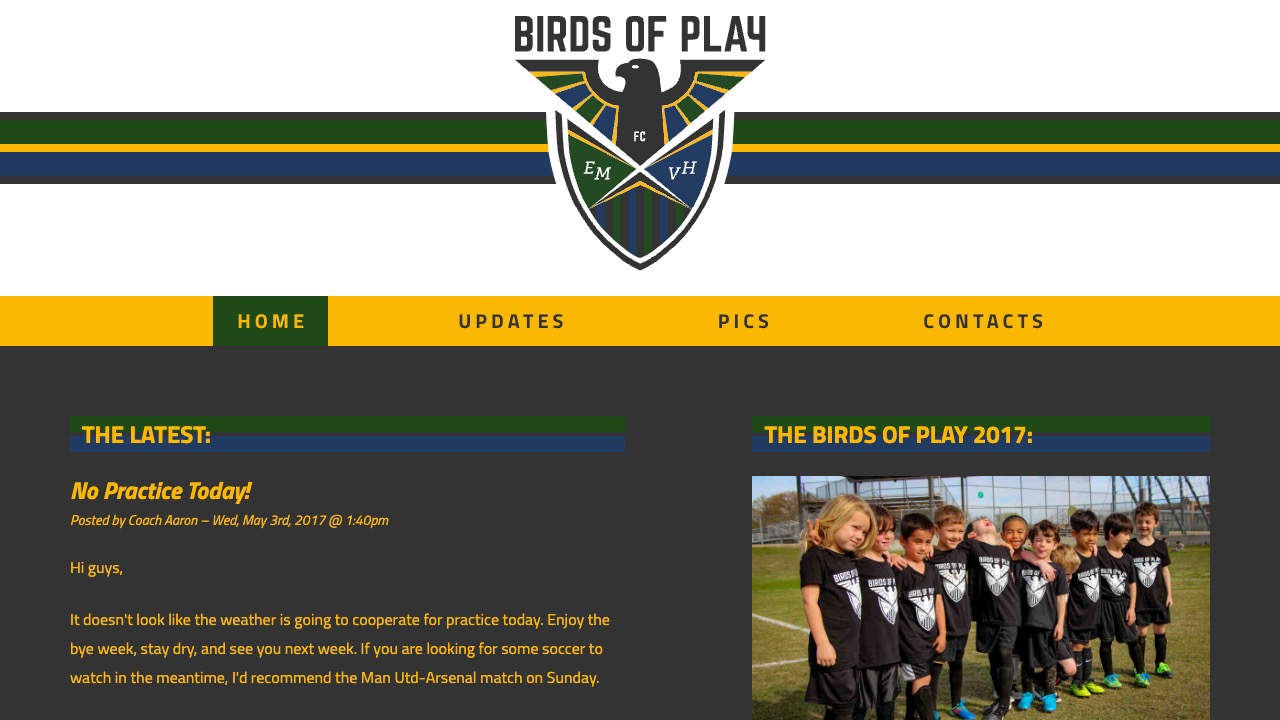 BIRDS OF PLAY
FC
EM
VH
HOME
UPDATES
PICS
CONTACTS
THE LATEST:
No Practice Today!
Posted by Coach Aaron – Wed, May 3rd, 2017 @ 1:40pm
Hi guys,
It doesn't look like the weather is going to cooperate for practice today. Enjoy the
bye week, stay dry, and see you next week. If you are looking for some soccer to
watch in the meantime, I'd recommend the Man Utd-Arsenal match on Sunday.
THE BIRDS OF PLAY 2017: